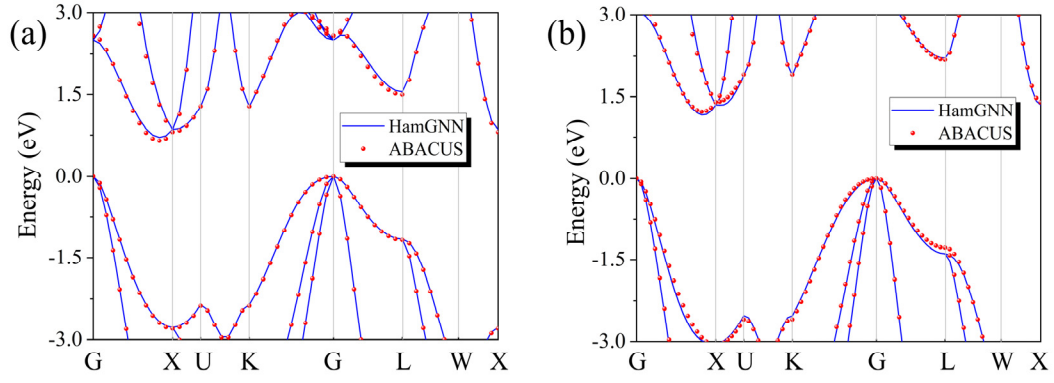 (a)
Energy (eV)
3.0
1.5
0.0
-1.5
-3.0
HamGNN
ABACUS
G X U K G L W X
(b)
Energy (eV)
3.0
1.5
0.0
-1.5
-3.0
HamGNN
ABACUS
G X U K G L W X